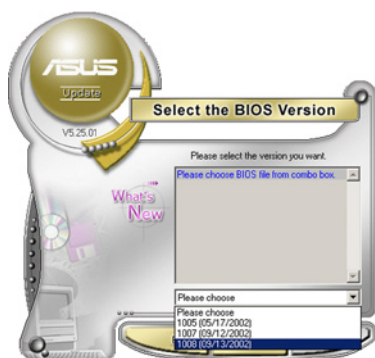 ASUS
Update
V5.25.01
Select the BIOS Version
Please select the version you want.
What's
New
Please choose BIOS file from combo box.
Please choose
Please choose
1005 (05/17/2002)
1007 (09/12/2002)
1008 (09/13/2002)